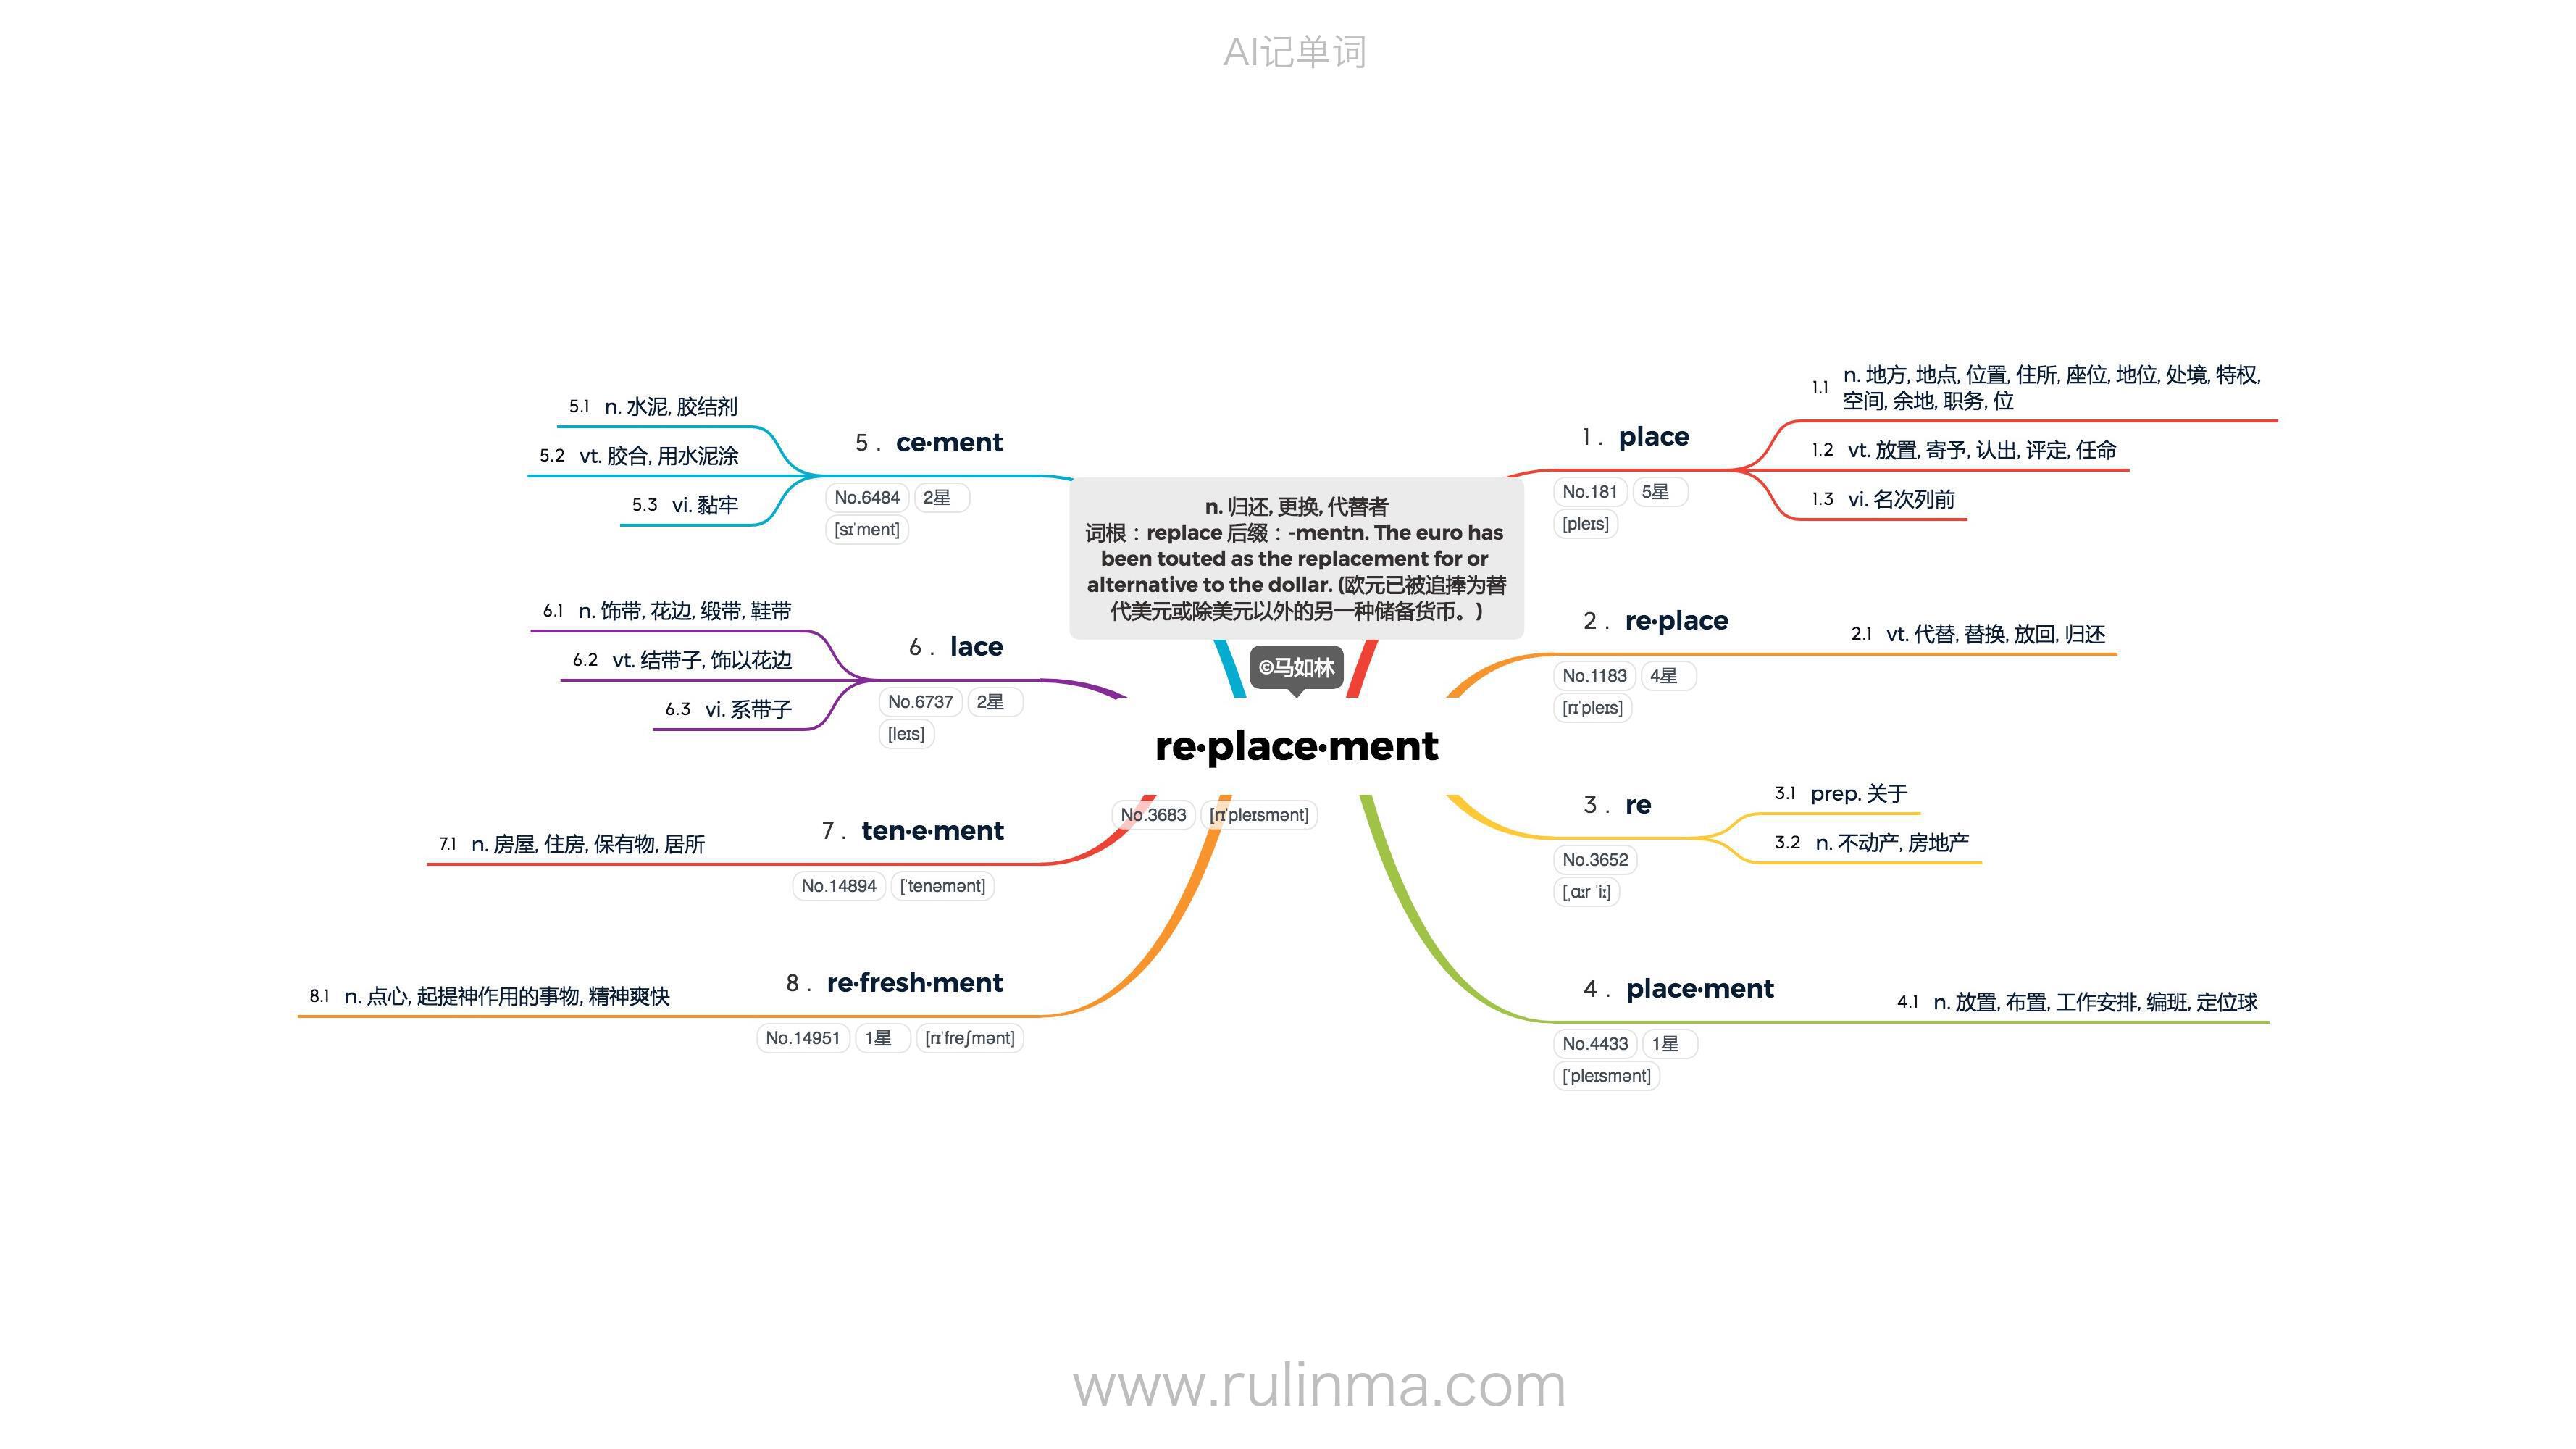 AI记单词
n. 归还, 更换, 代替者
词根：replace 后缀：-mentn. The euro has
been touted as the replacement for or
alternative to the dollar. (欧元已被追捧为替
代美元或除美元以外的另一种储备货币。)
©马如林
re·place·ment
No.3683 [rɪˈpleɪsmənt]
1. place
No.181 5星
[pleɪs]
1.1 n. 地方, 地点, 位置, 住所, 座位, 地位, 处境, 特权,
空间, 余地, 职务, 位
1.2 vt. 放置, 寄予, 认出, 评定, 任命
1.3 vi. 名次列前
2. re·place
No.1183 4星
[rɪˈpleɪs]
2.1 vt. 代替, 替换, 放回, 归还
3. re
No.3652
[ˌɑːr ˈiː]
3.1 prep. 关于
3.2 n. 不动产, 房地产
4. place·ment
No.4433 1星
[ˈpleɪsmənt]
4.1 n. 放置, 布置, 工作安排, 编班, 定位球
5. ce·ment
No.6484 2星
[sɪˈment]
5.1 n. 水泥, 胶结剂
5.2 vt. 胶合, 用水泥涂
5.3 vi. 黏牢
6. lace
No.6737 2星
[leɪs]
6.1 n. 饰带, 花边, 缎带, 鞋带
6.2 vt. 结带子, 饰以花边
6.3 vi. 系带子
7. ten·e·ment
No.14894 [ˈtenəmənt]
7.1 n. 房屋, 住房, 保有物, 居所
8. re·fresh·ment
No.14951 1星 [rɪˈfreʃmənt]
8.1 n. 点心, 起提神作用的事物, 精神爽快
www.rulinma.com